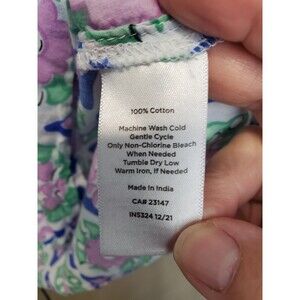 100% Cotton
Machine Wash Cold
Gentle Cycle
Only Non-Chlorine Bleach
When Needed
Tumble Dry Low
Warm Iron, If Needed
Made in India
CA# 23147
IN5324 12/21